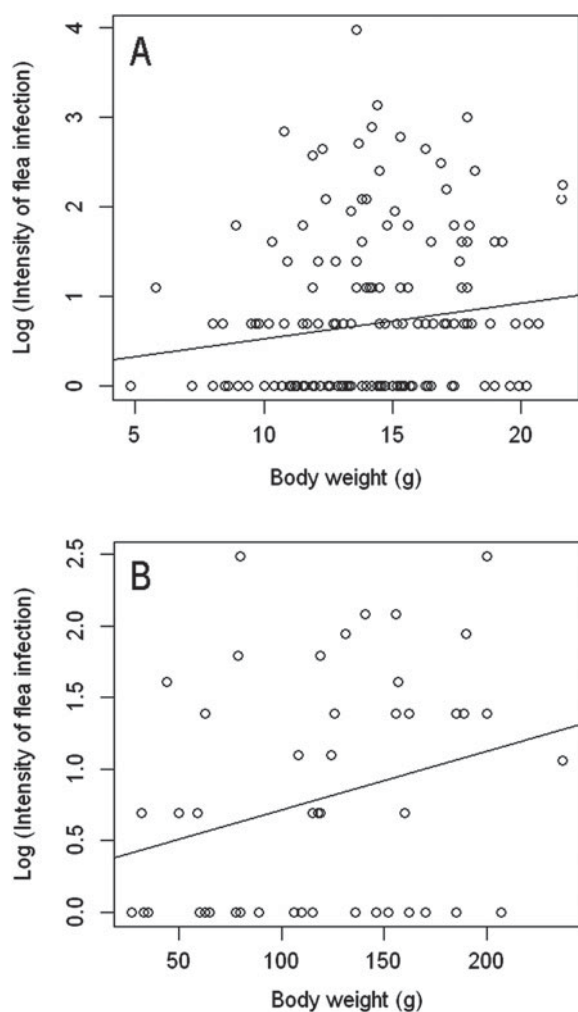 A
4
3
2
1
0
Log (Intensity of flea infection)
5 10 15 20
Body weight (g)
B
2.5
2.0
1.5
1.0
0.5
0.0
Log (Intensity of flea infection)
50 100 150 200
Body weight (g)